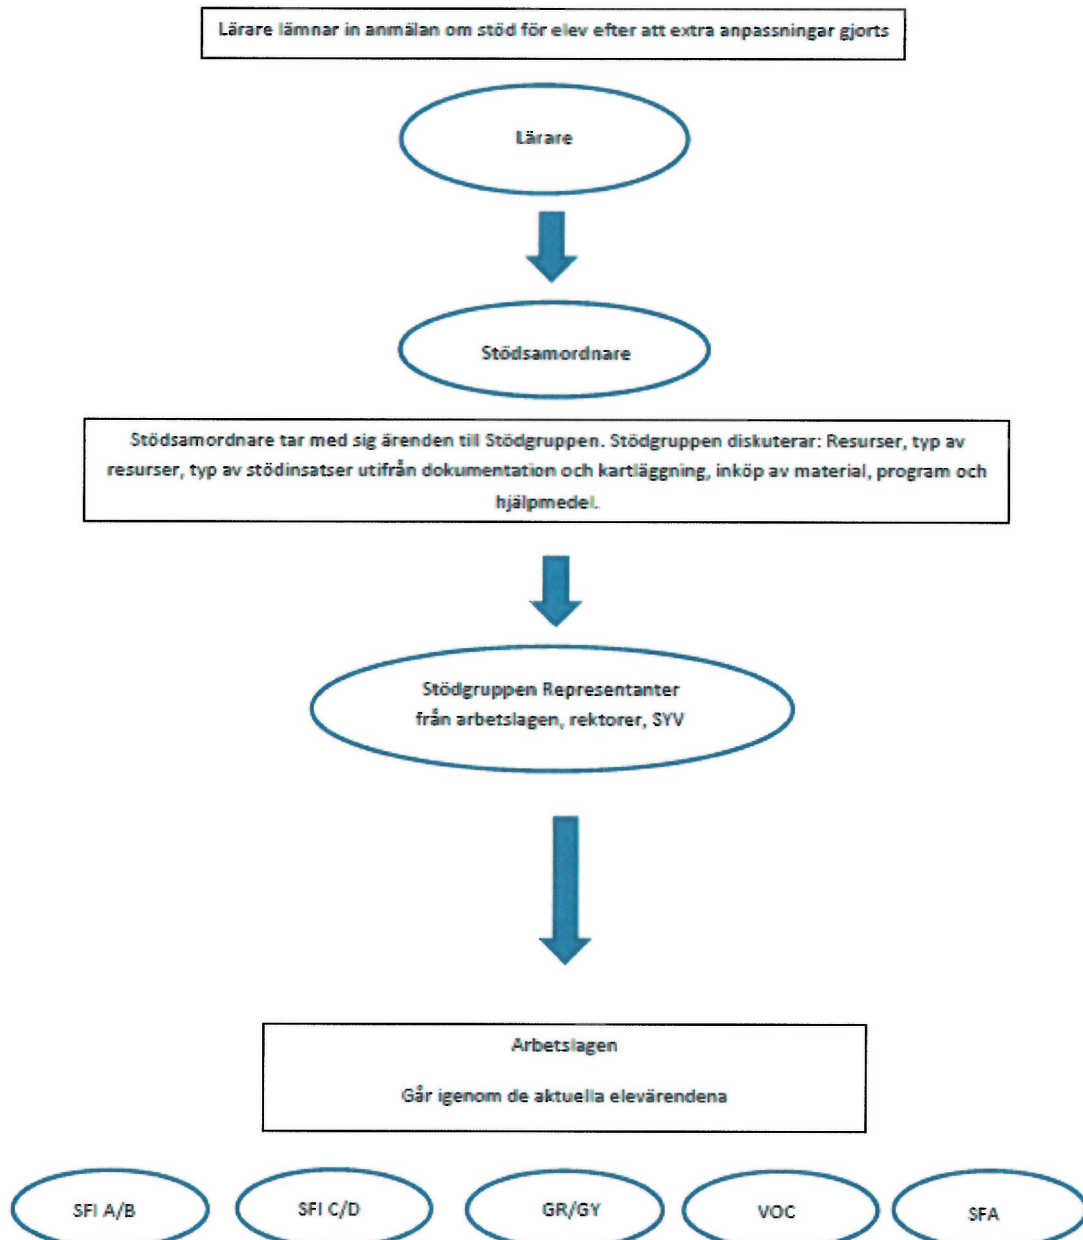 Lärare lämnar in anmälan om stöd för elev efter att extra anpassningar gjorts
Lärare
Stödsamordnare
Stödsamordnare tar med sig ärenden till Stödgruppen. Stödgruppen diskuterar: Resurser, typ av
resurser, typ av stödinsatser utifrån dokumentation och kartläggning, inköp av material, program och
hjälpmedel.
Stödgruppen Representanter
från arbetslagen, rektorer, SYV
Arbetslagen
Går igenom de aktuella elevärendena
SFI A/B
SFI C/D
GR/GY
VOC
SFA